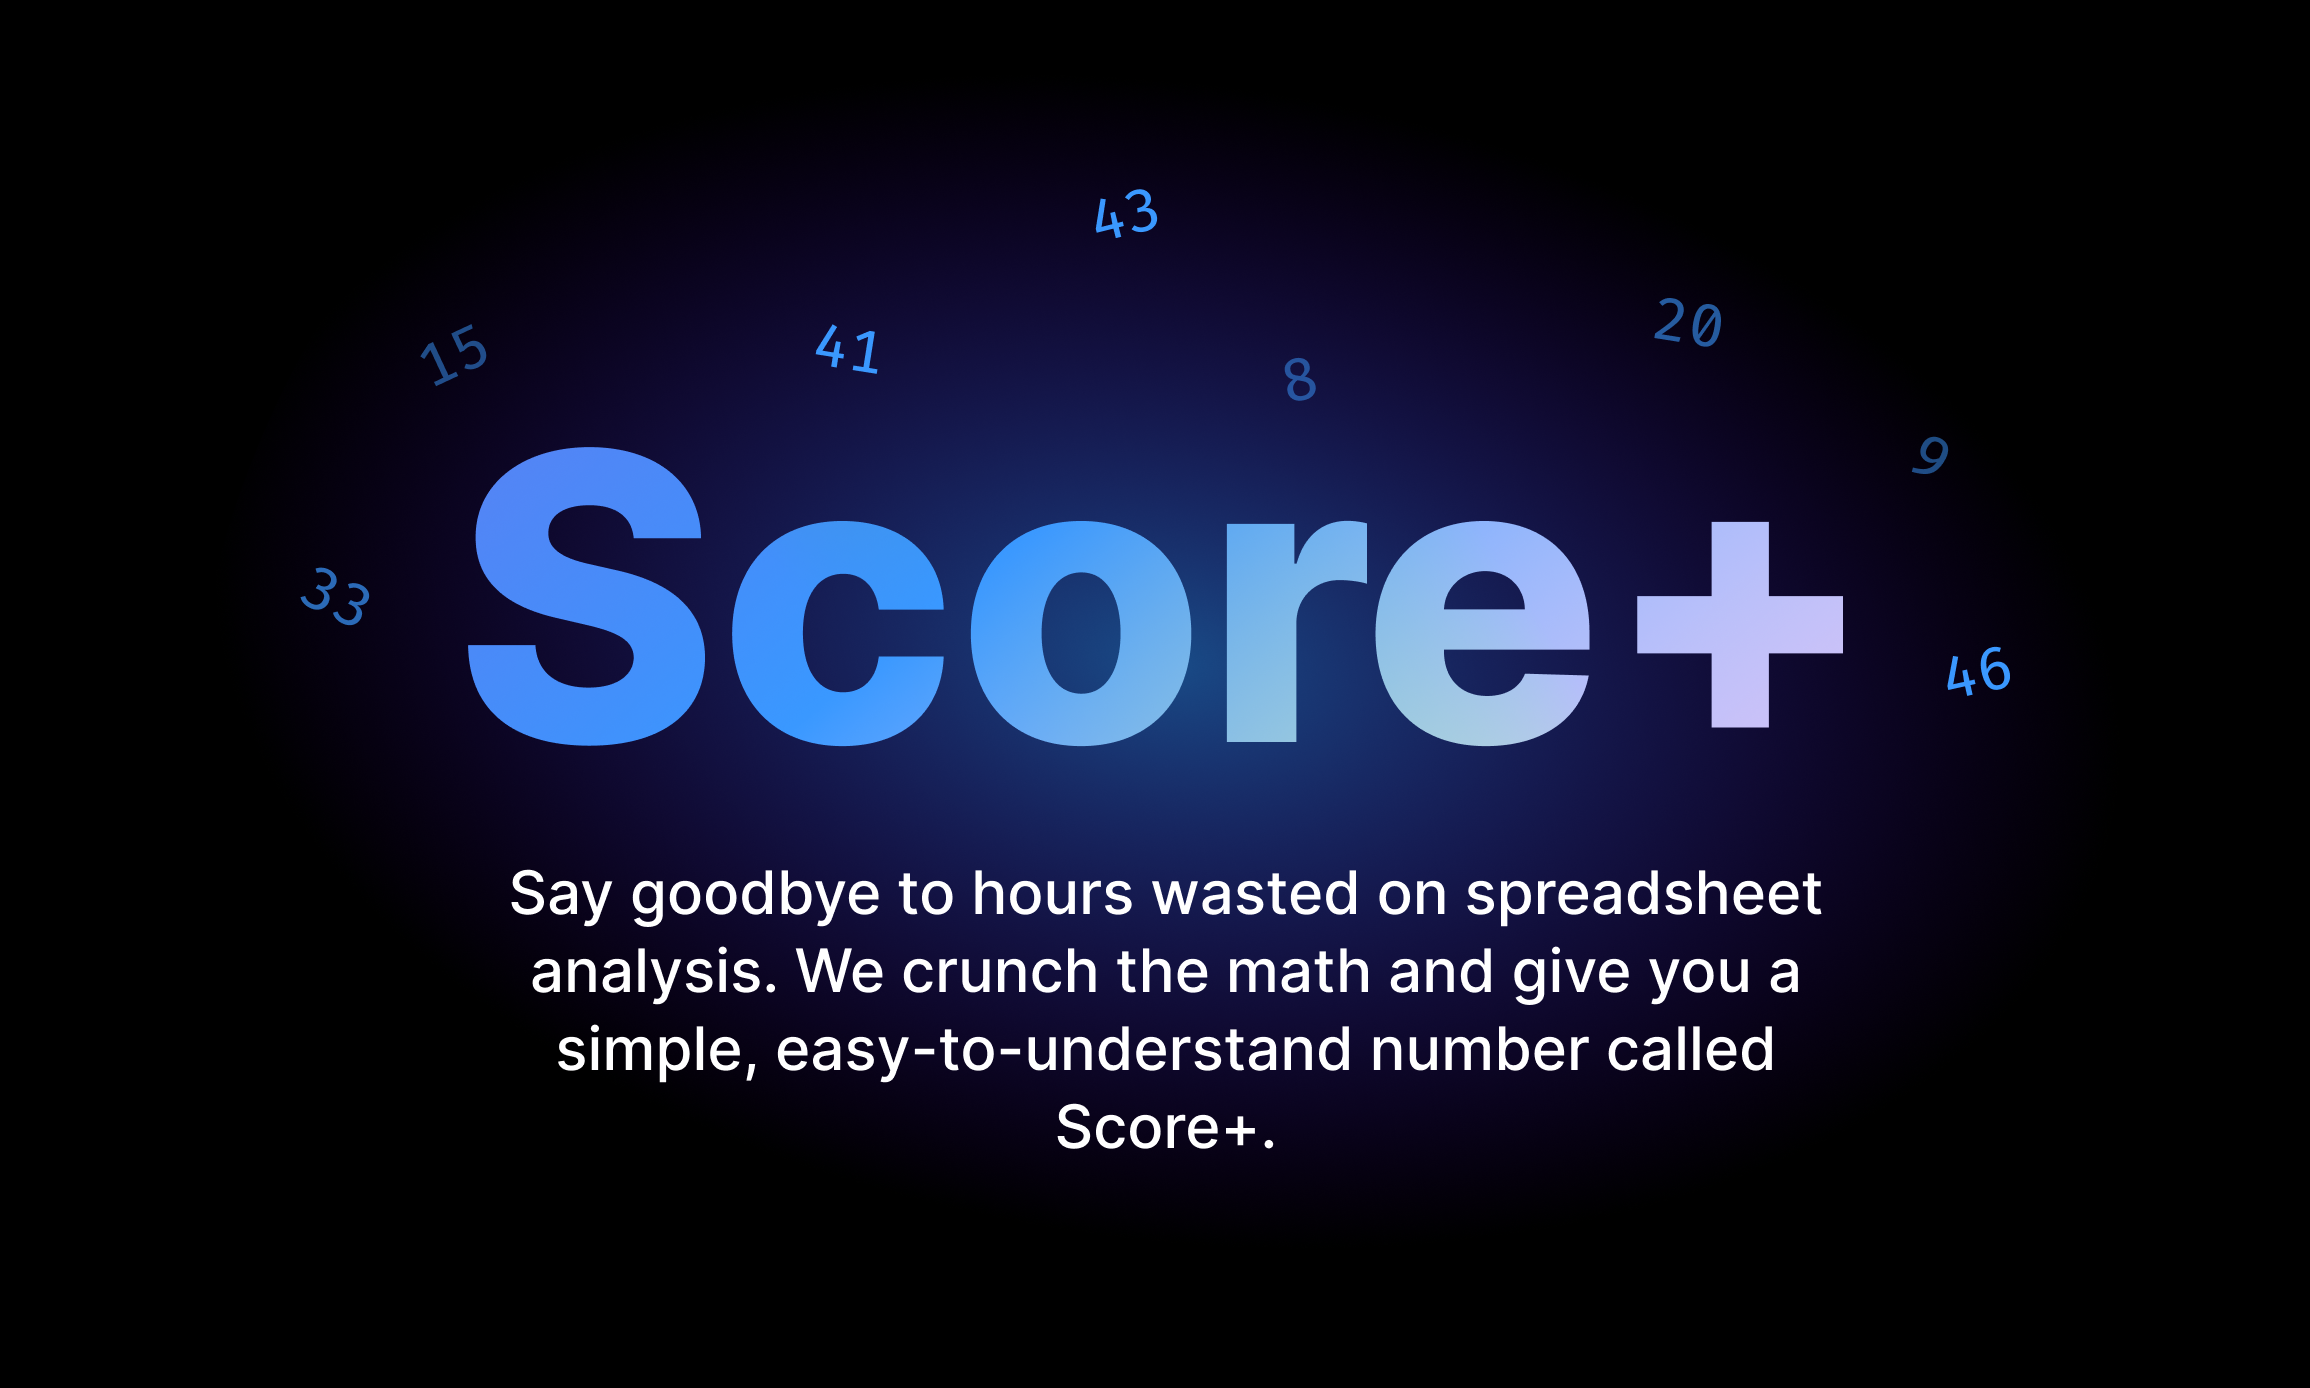 43
15
41
8
20
9
33
Score+
46
Say goodbye to hours wasted on spreadsheet
analysis. We crunch the math and give you a
simple, easy-to-understand number called
Score+.